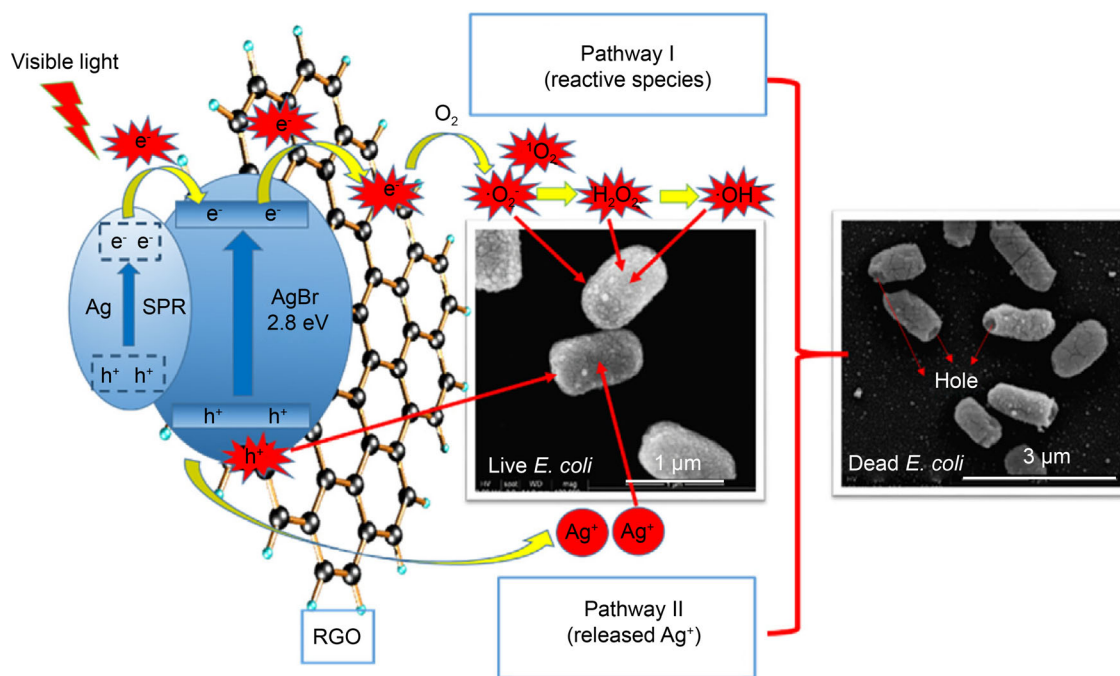 Visible light
e⁻
e⁻
O₂
¹O₂
e⁻
·O₂⁻
H₂O₂
·OH
e⁻ e⁻
e⁻ e⁻
Ag SPR
AgBr
2.8 eV
h⁺ h⁺
h⁺ h⁺
h⁺
RGO
Pathway I
(reactive species)
Live E. coli
1 µm
Ag⁺ Ag⁺
Pathway II
(released Ag⁺)
Hole
Dead E. coli
3 µm